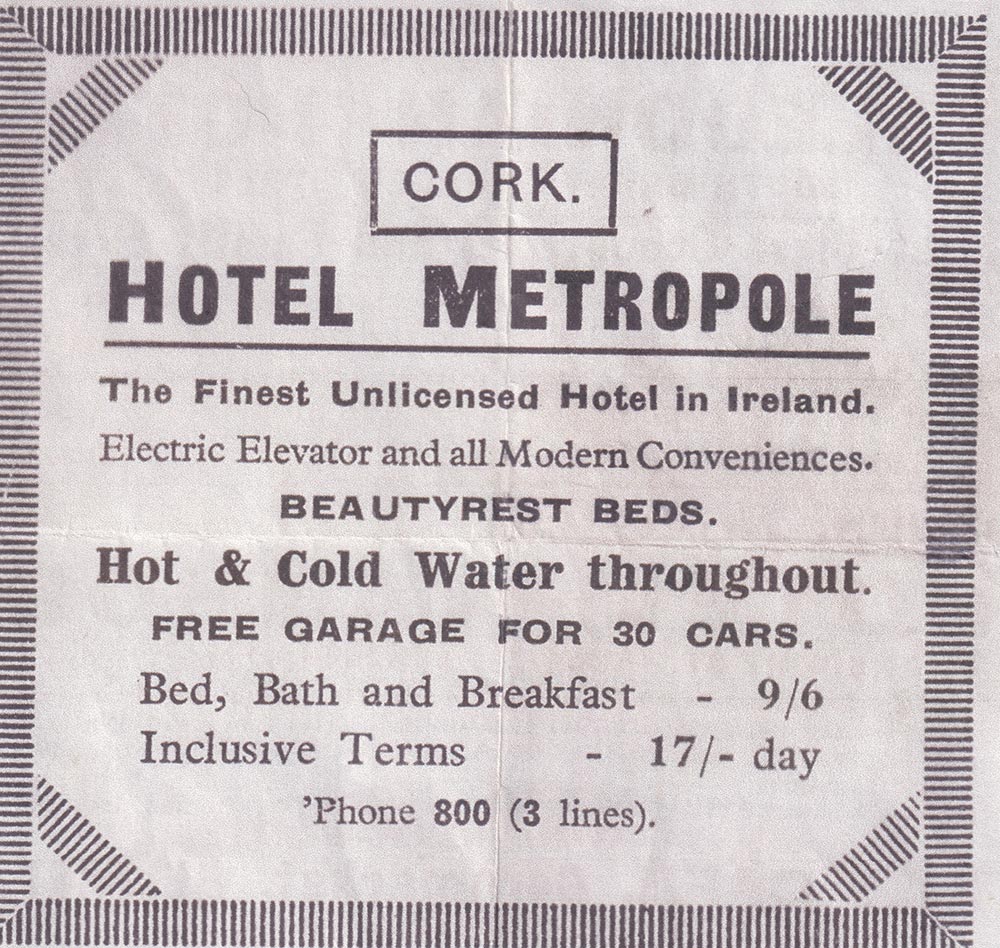 CORK.
HOTEL METROPOLE
The Finest Unlicensed Hotel in Ireland.
Electric Elevator and all Modern Conveniences.
BEAUTYREST BEDS.
Hot & Cold Water throughout.
FREE GARAGE FOR 30 CARS.
Bed, Bath and Breakfast - 9/6
Inclusive Terms - 17/- day
'Phone 800 (3 lines).